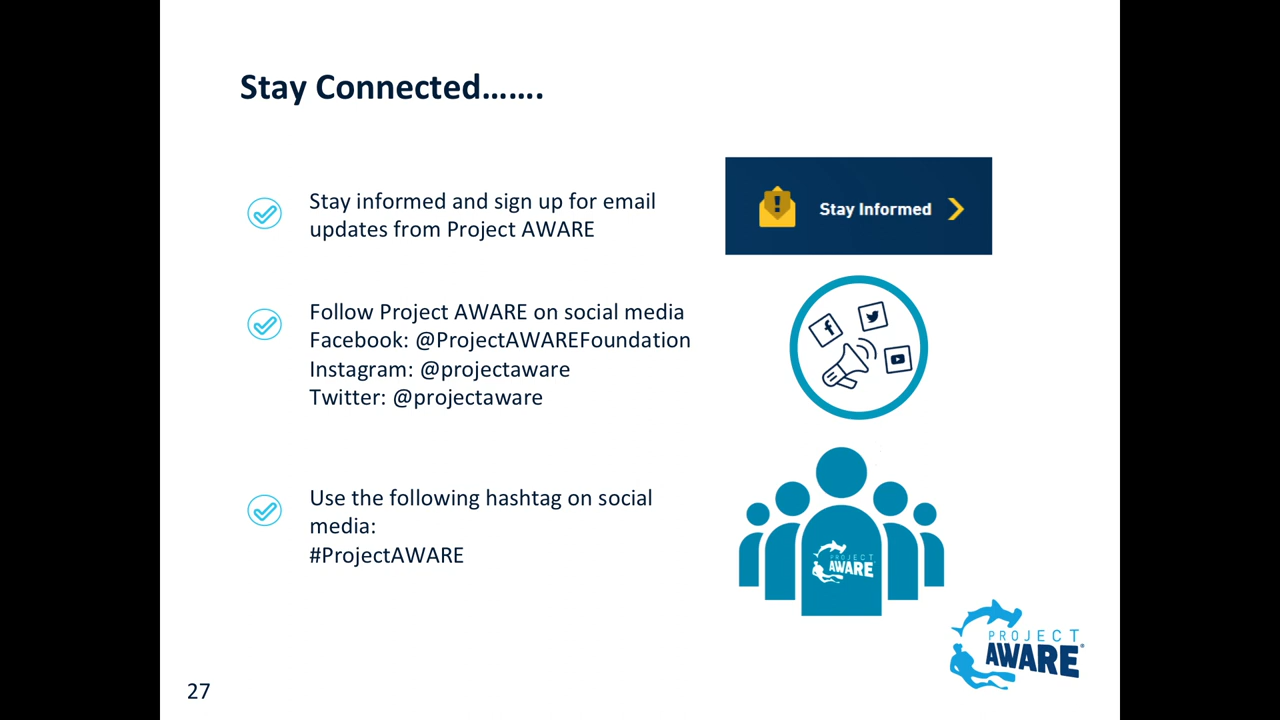 Stay Connected…….
Stay informed and sign up for email
updates from Project AWARE
Stay Informed
Follow Project AWARE on social media
Facebook: @ProjectAWAREFoundation
Instagram: @projectaware
Twitter: @projectaware
Use the following hashtag on social
media:
#ProjectAWARE
PROJECT
AWARE
PROJECT
AWARE®
27